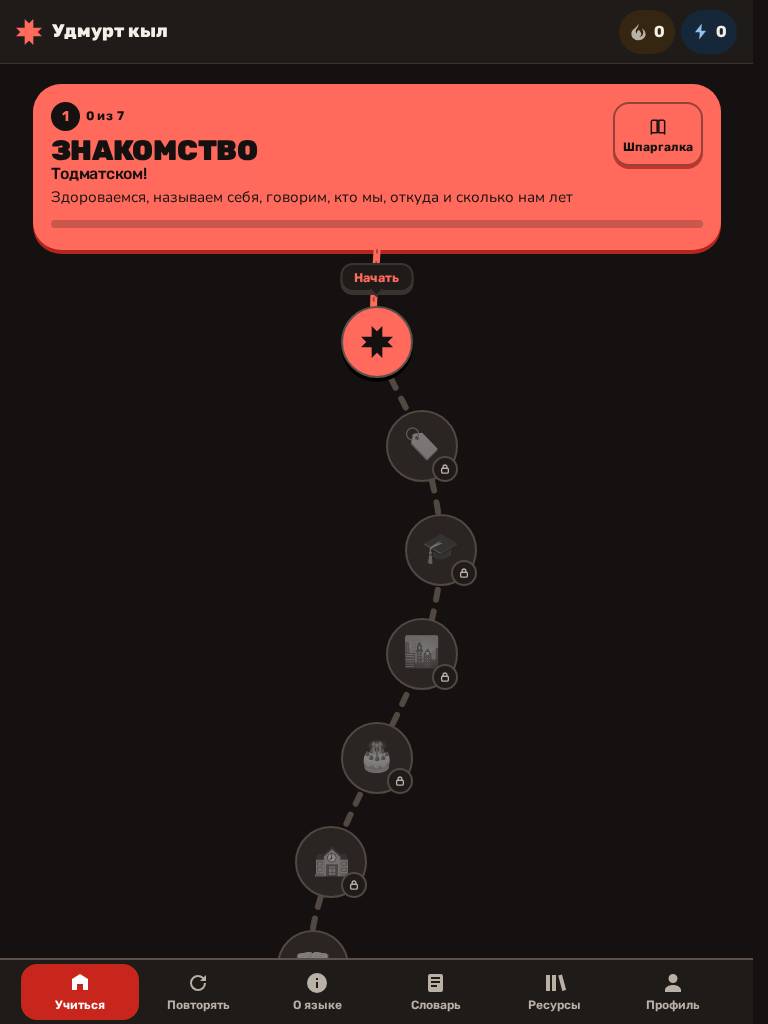 Удмурт кыл
0
0
1
0 из 7
Шпаргалка
ЗНАКОМСТВО
Тодматском!
Здороваемся, называем себя, говорим, кто мы, откуда и сколько нам лет
Начать
Учиться
Повторять
О языке
Словарь
Ресурсы
Профиль